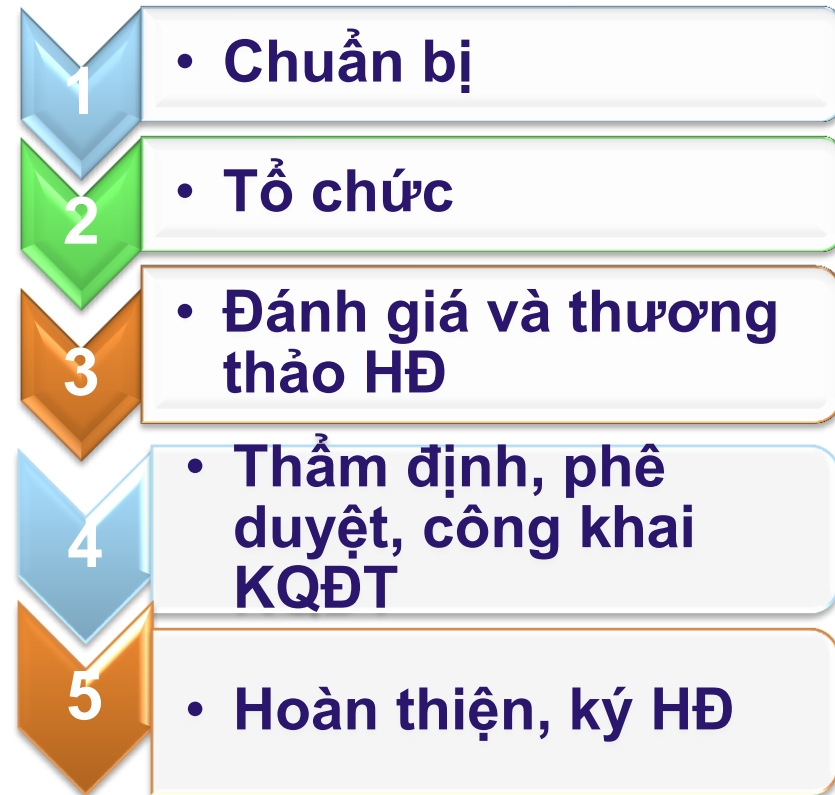 1
• Chuẩn bị
2
• Tổ chức
3
• Đánh giá và thương
thảo HĐ
4
• Thẩm định, phê
duyệt, công khai
KQĐT
5
• Hoàn thiện, ký HĐ